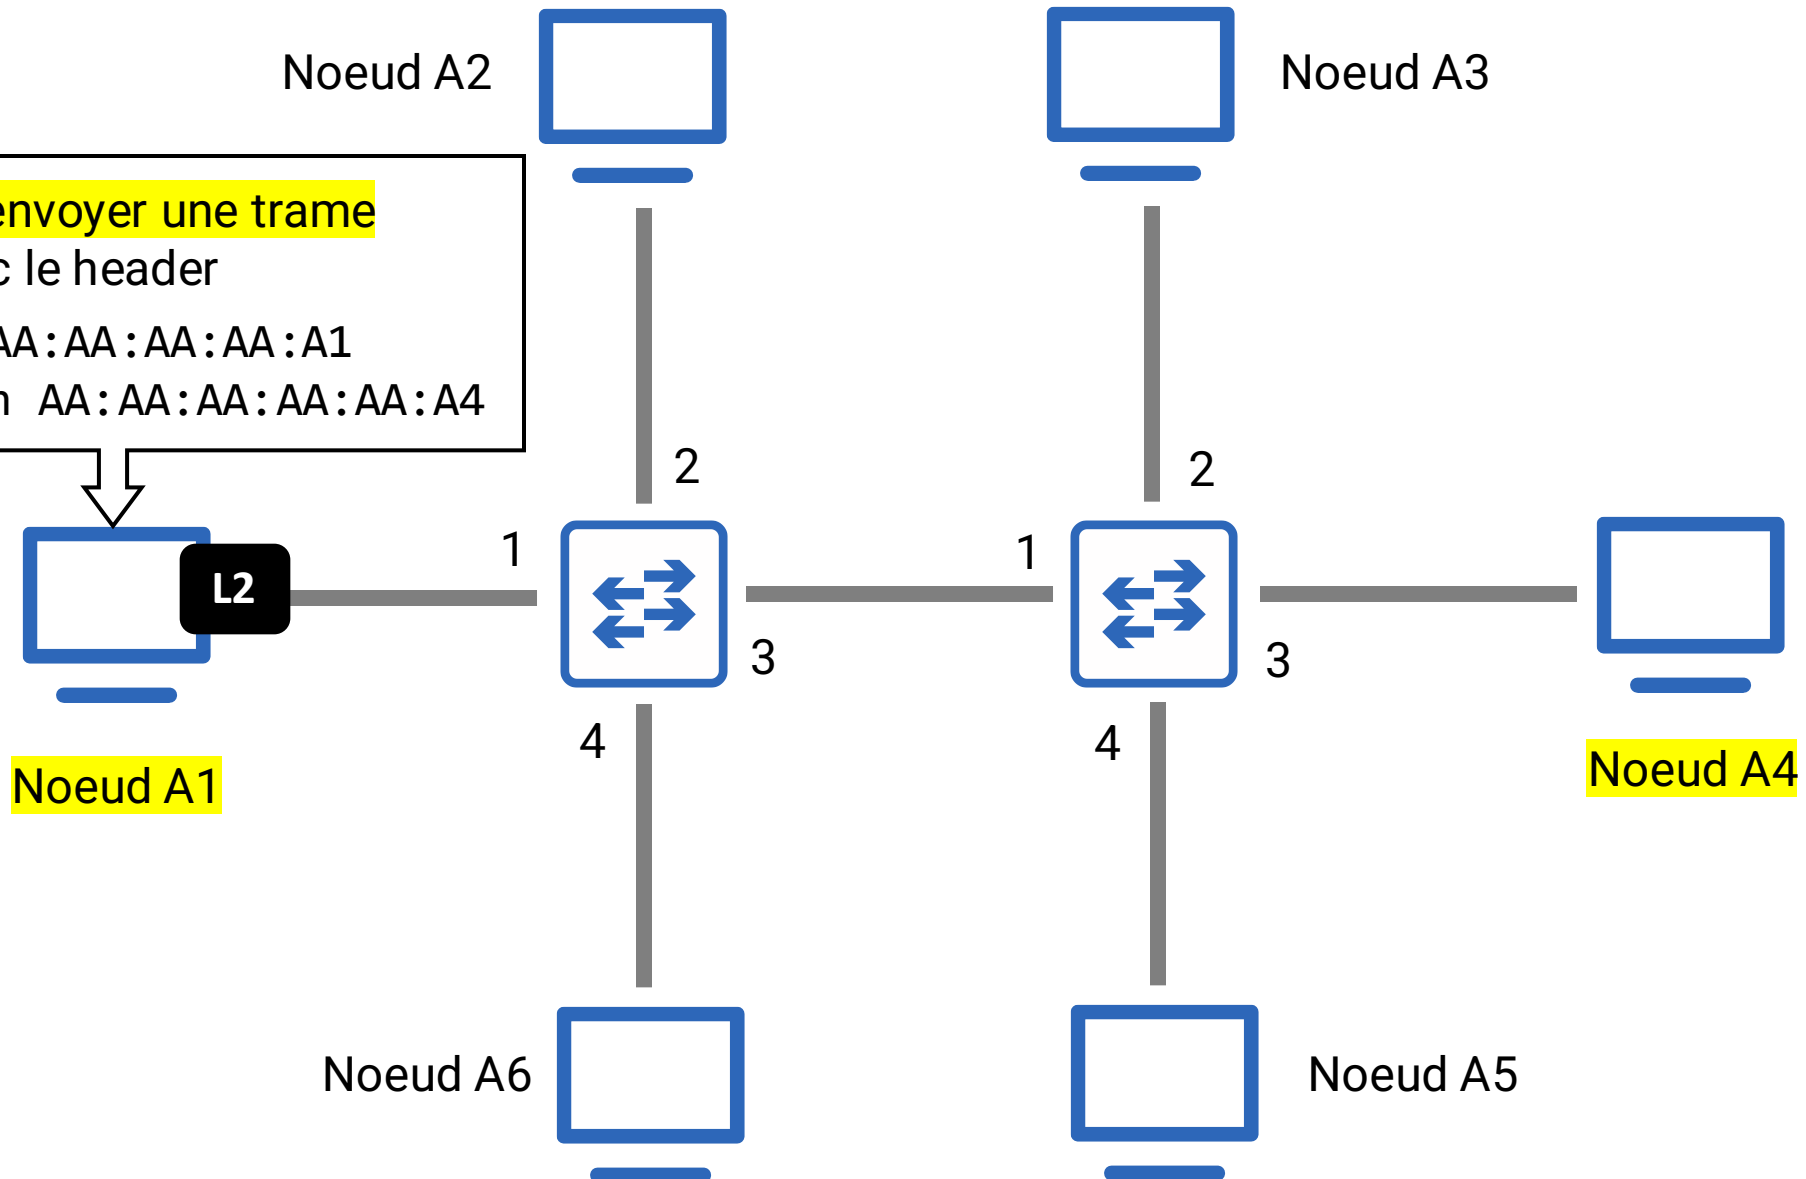 Noeud A2
Noeud A3
envoyer une trame
le header
AA:AA:AA:AA:A1
AA:AA:AA:AA:AA:A4
2
2
1
1
L2
3
3
4
4
Noeud A1
Noeud A4
Noeud A6
Noeud A5